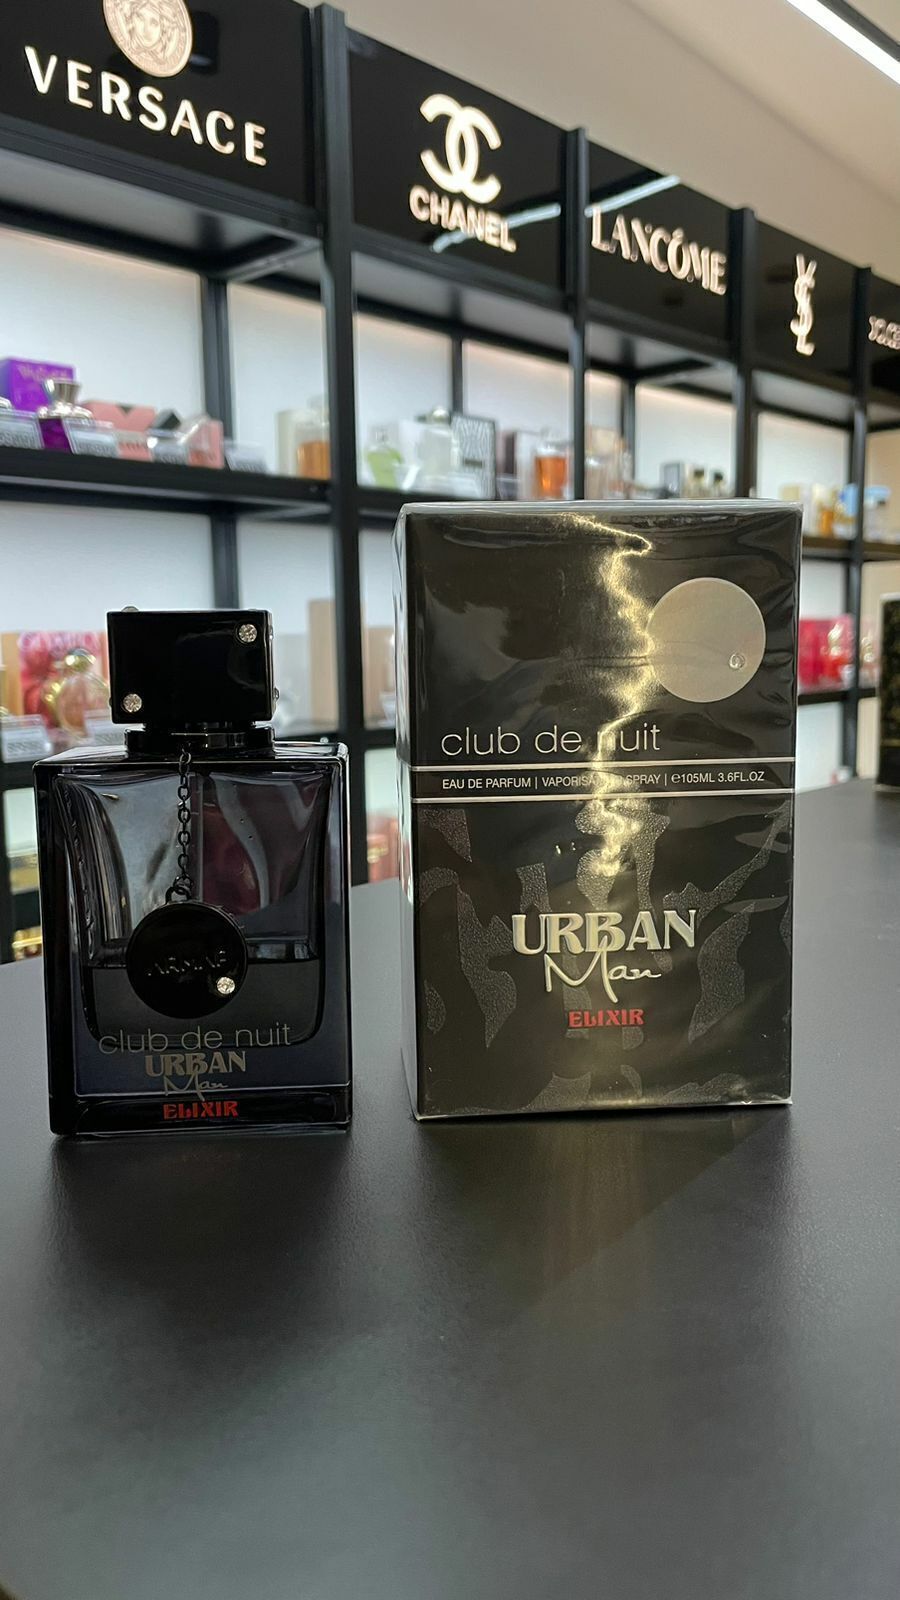 VERSACE
CHANEL
LANCÔME
YSL
club de nuit
EAU DE PARFUM | SPRAY | ℮105ML 3.6FL.OZ
URBAN
Man
ELIXIR
ARMAF
club de nuit
URBAN
Man
ELIXIR